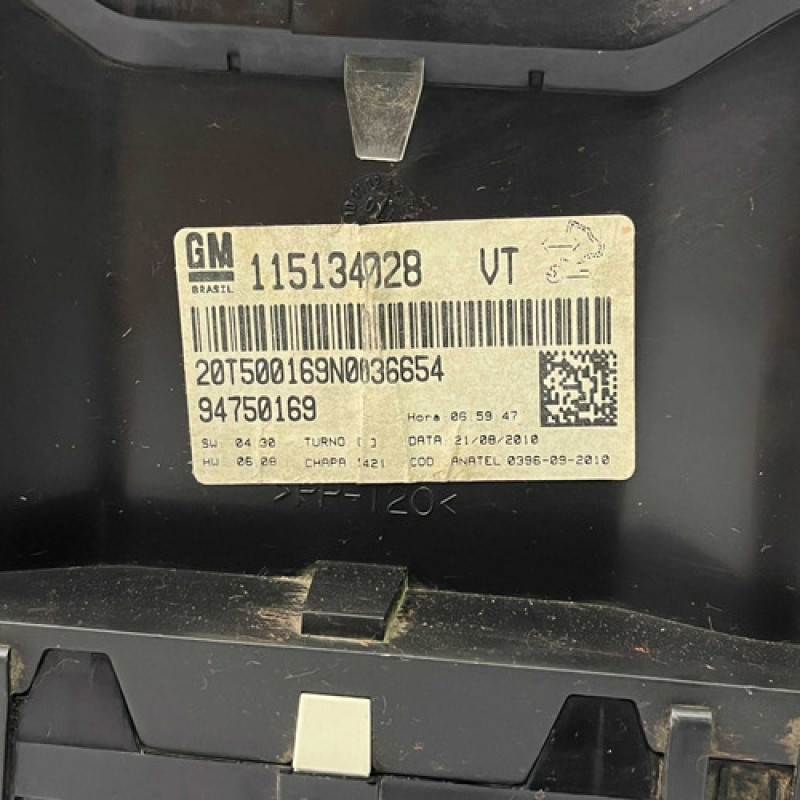 GM
BRASIL
115134028 VT
20T500169N0036654
94750169
Hora 06:59:47
SW 04 30 TURNO DATA 21/08/2010
HW 06 08 CHAPA COD ANATEL 0396-09-2010
>PP-T20<